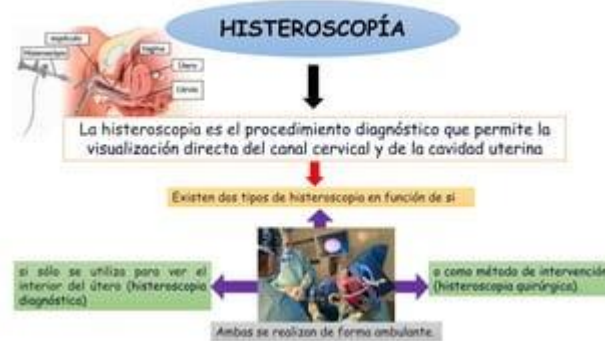 HISTEROSCOPÍA
espéculo
Histeroscopio
Vagina
Útero
Cérvix
La histeroscopia es el procedimiento diagnóstico que permite la
visualización directa del canal cervical y de la cavidad uterina
Existen dos tipos de histeroscopia en función de si
si sólo se utiliza para ver el
interior del útero (histeroscopia
diagnóstica)
o como método de intervención
(histeroscopia quirúrgica)
Ambas se realizan de forma ambulante.